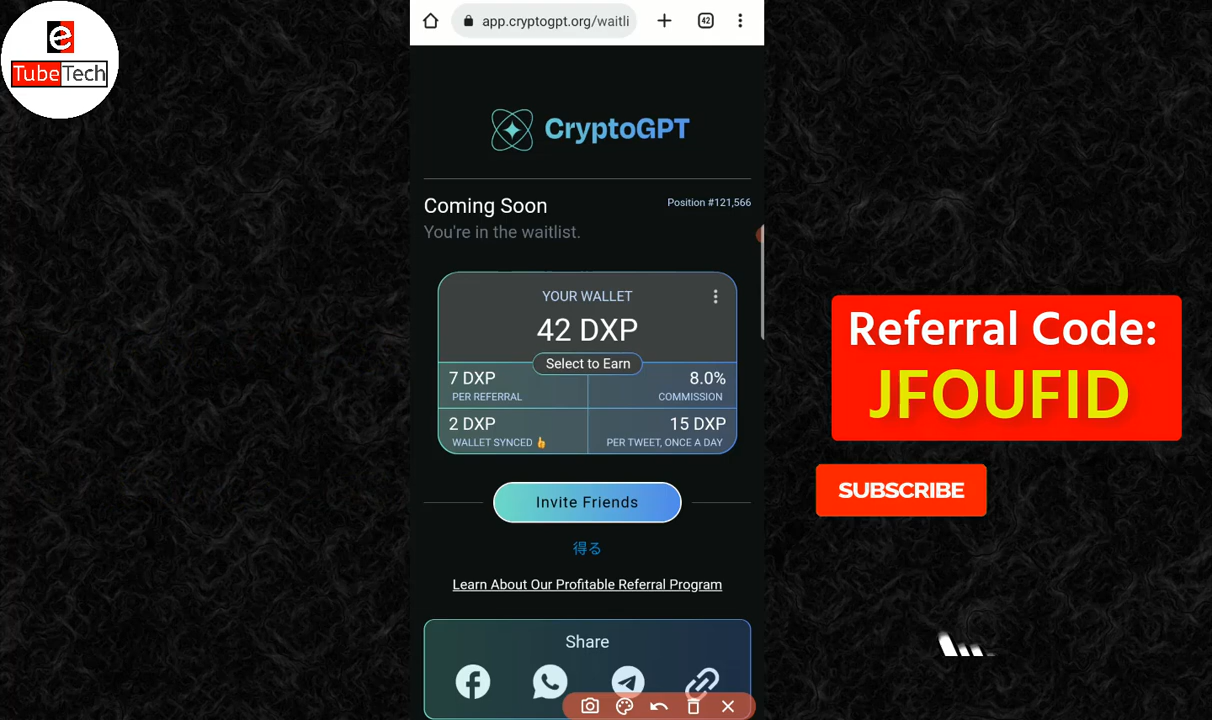 e
TubeTech
app.cryptogpt.org/waitli
42
CryptoGPT
Coming Soon
Position #121,566
You're in the waitlist.
YOUR WALLET
42 DXP
Select to Earn
7 DXP
PER REFERRAL
8.0%
COMMISSION
2 DXP
WALLET SYNCED 👆
15 DXP
PER TWEET, ONCE A DAY
Invite Friends
得る
Learn About Our Profitable Referral Program
Share
Referral Code:
JFOUFID
SUBSCRIBE